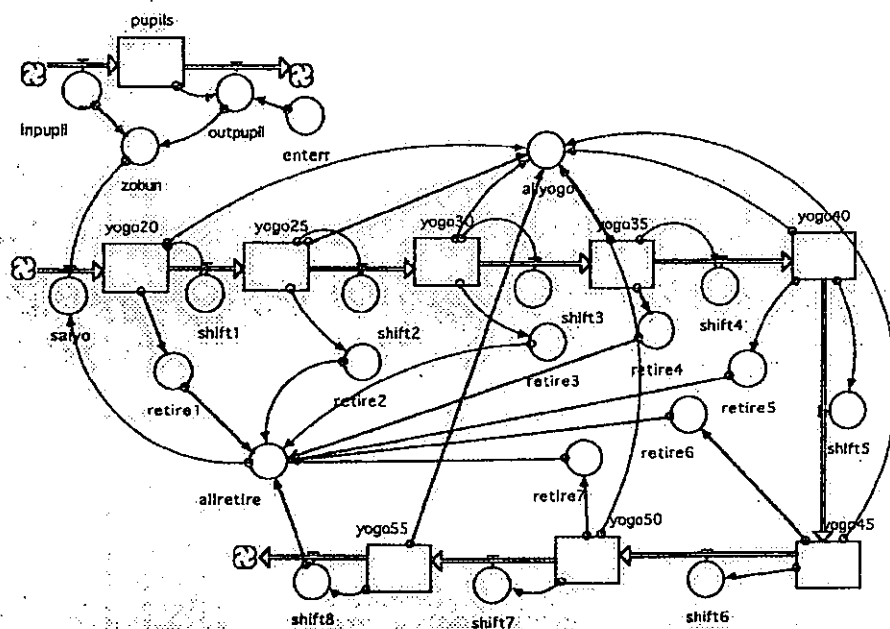 pupils
inpupil
outpupil
enterr
zobun
allyogo
yogo20
yogo25
yogo30
yogo35
yogo40
saiyo
shift1
shift2
shift3
shift4
retire1
retire2
retire3
retire4
retire5
shift5
retire6
allretire
retire7
yogo55
yogo50
yogo45
shift8
shift7
shift6